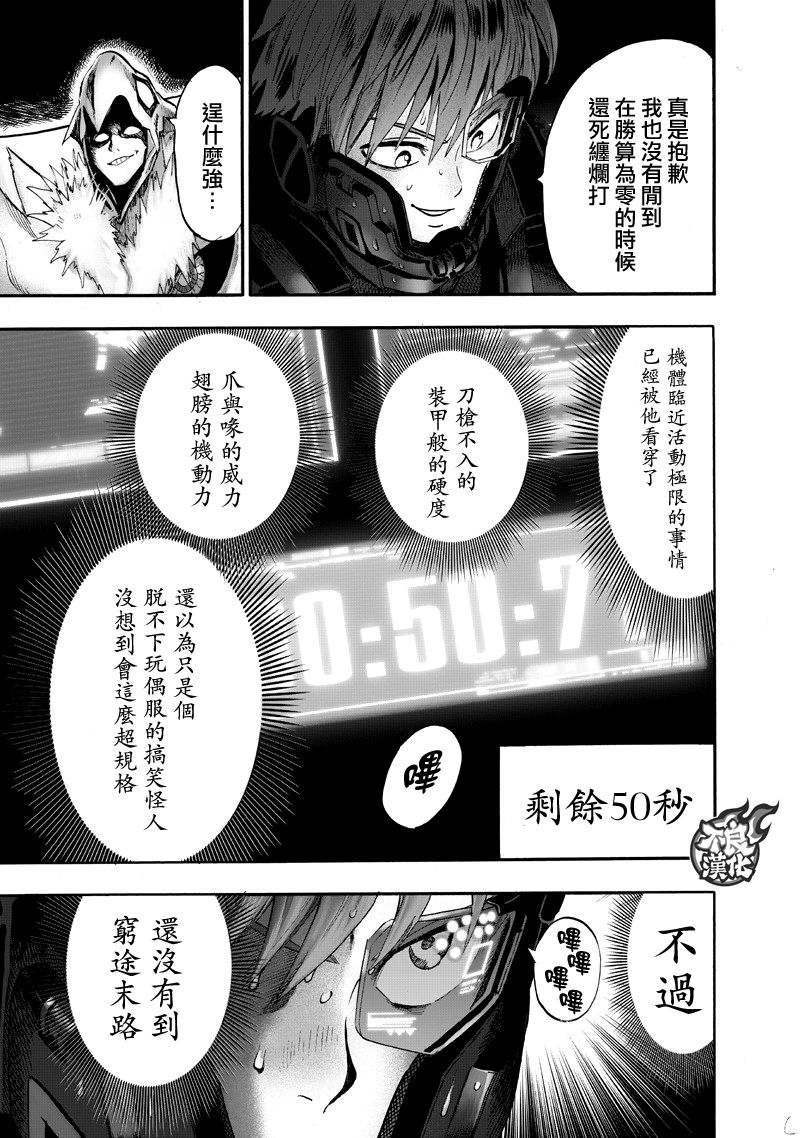 真是抱歉
我也沒有閒到
在勝算為零的時候
還死纏爛打
逞什麼強…
機體臨近活動極限的事情
已經被他看穿了
刀槍不入的
裝甲般的硬度
爪與喙的威力
翅膀的機動力
0:50:7
還以為只是個
脫不下玩偶服的搞笑怪人
沒想到會這麼超規格
嗶
剩餘50秒
不良
漢化
不過
嗶嗶
嗶嗶
還沒有到
窮途末路